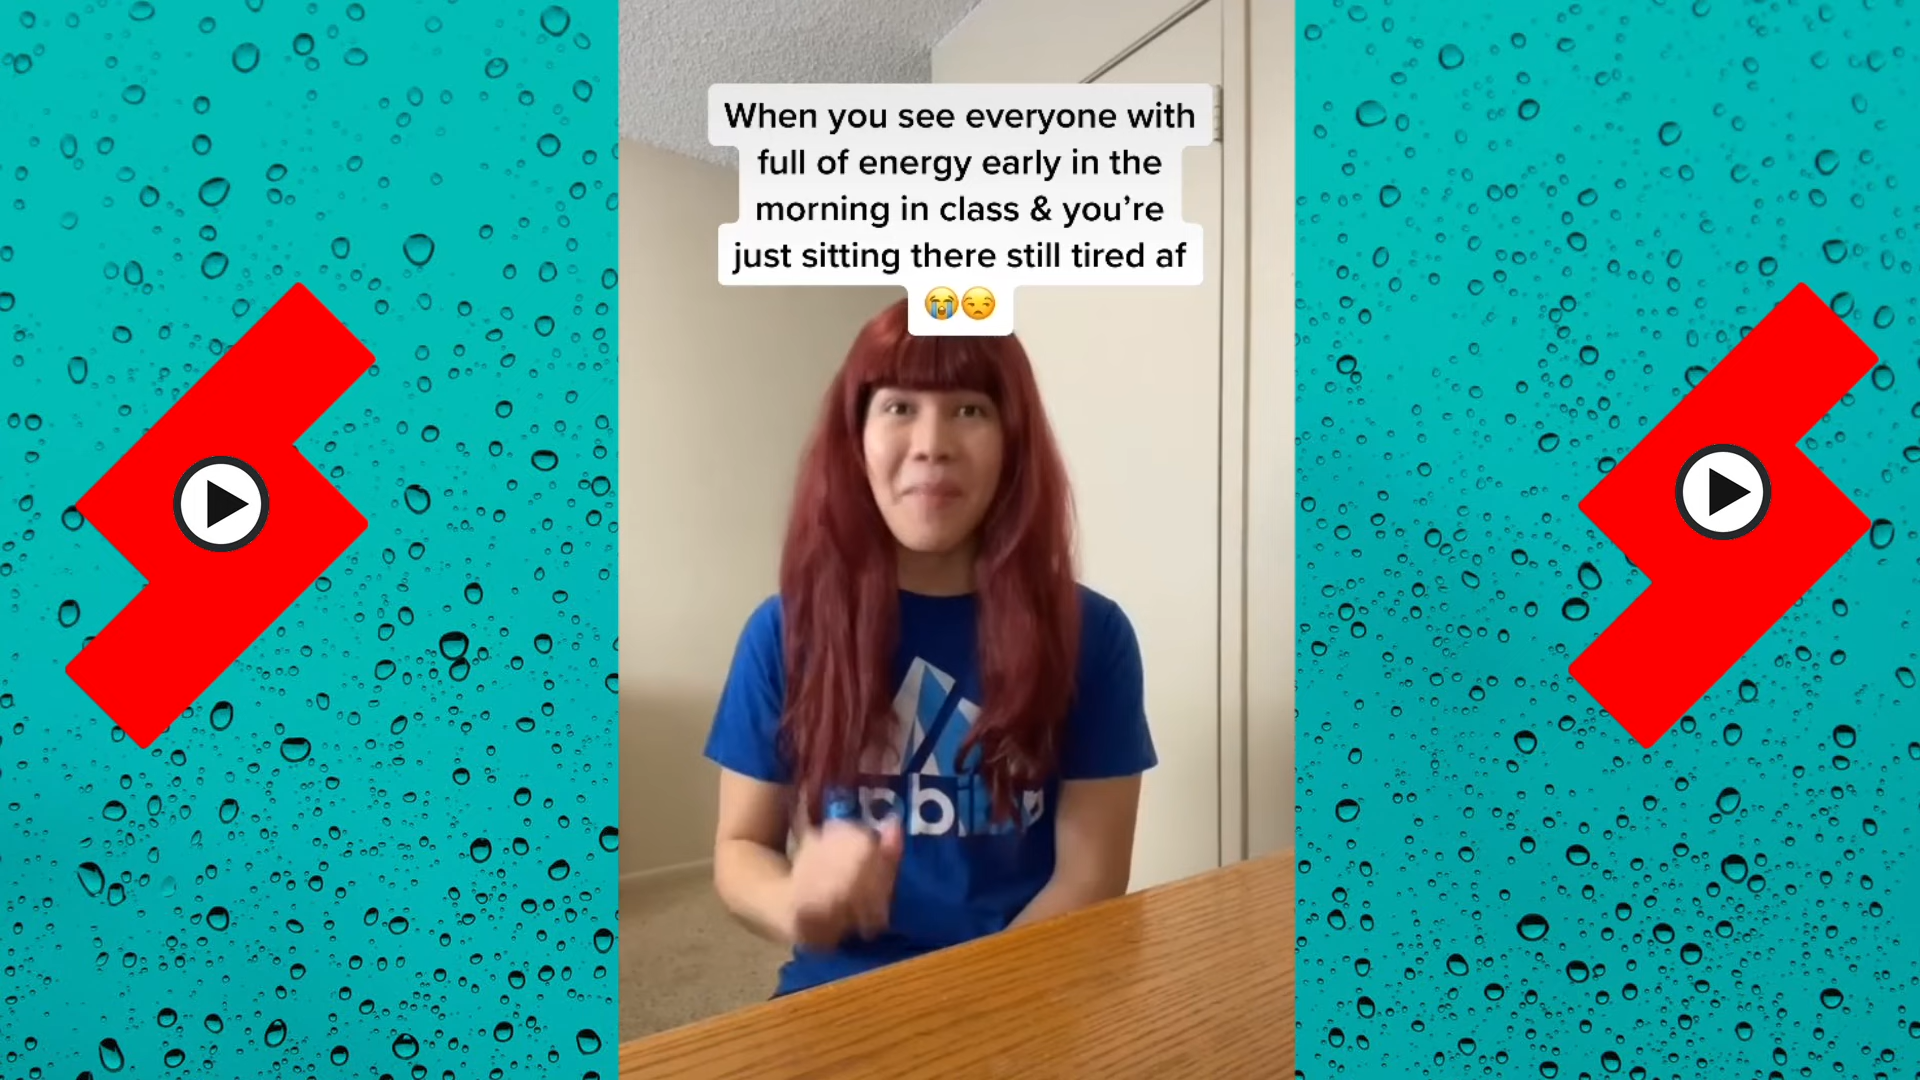 When you see everyone with
full of energy early in the
morning in class & you're
just sitting there still tired af
😭😒